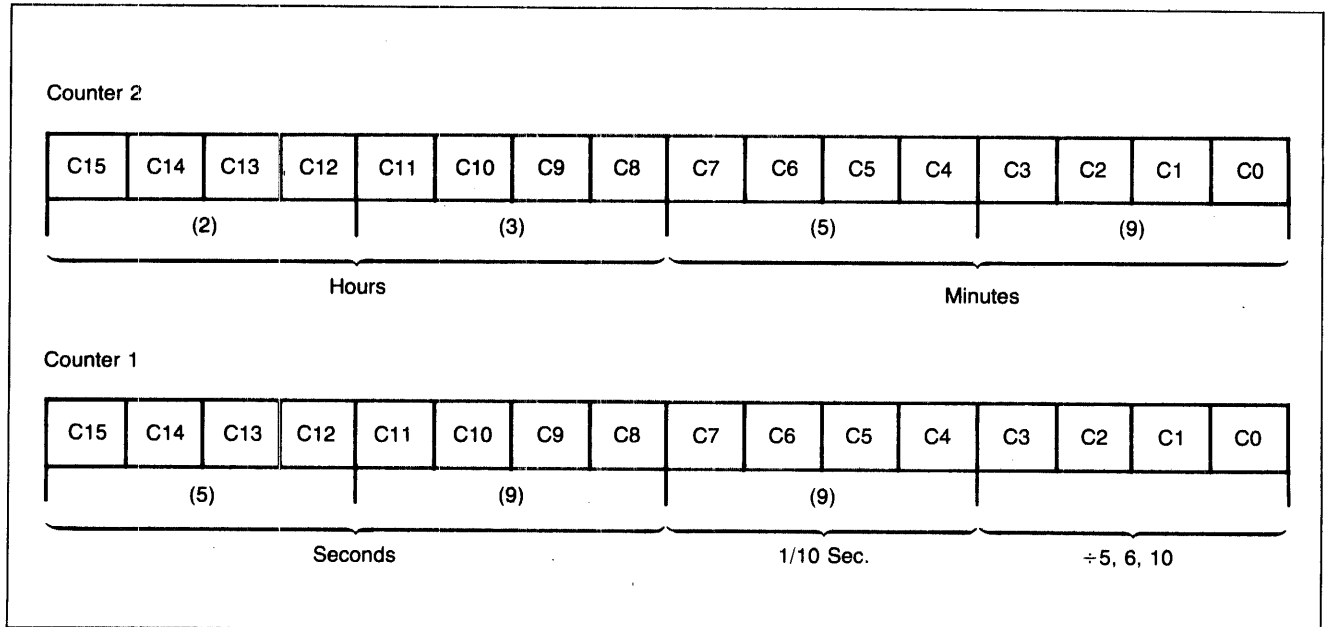 Counter 2
C15 C14 C13 C12 C11 C10 C9 C8 C7 C6 C5 C4 C3 C2 C1 C0
(2) (3) (5) (9)
Hours Minutes
Counter 1
C15 C14 C13 C12 C11 C10 C9 C8 C7 C6 C5 C4 C3 C2 C1 C0
(5) (9) (9)
Seconds 1/10 Sec. ÷5, 6, 10